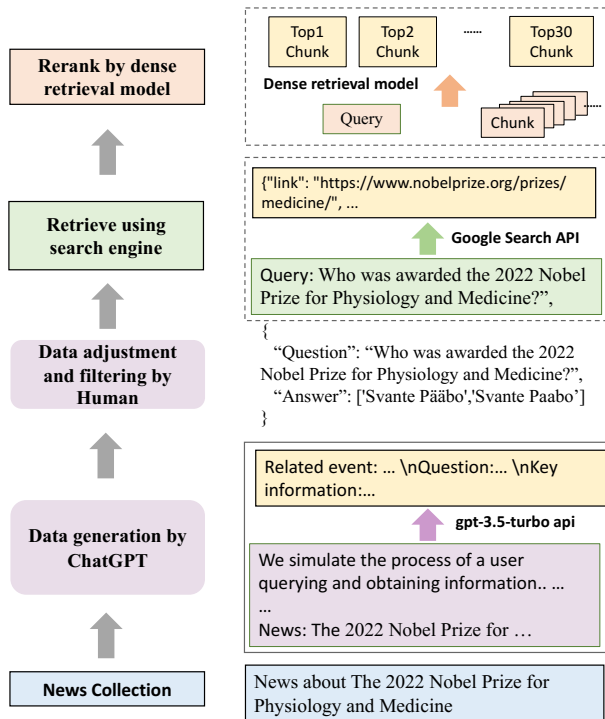 Rerank by dense
retrieval model
Top1
Chunk
Top2
Chunk
......
Top30
Chunk
Dense retrieval model
Query
Chunk
......
Retrieve using
search engine
{"link": "https://www.nobelprize.org/prizes/
medicine/", ...
Google Search API
Query: Who was awarded the 2022 Nobel
Prize for Physiology and Medicine?”,
Data adjustment
and filtering by
Human
{
“Question”: “Who was awarded the 2022
Nobel Prize for Physiology and Medicine?”,
“Answer”: ['Svante Pääbo','Svante Paabo’]
}
Data generation by
ChatGPT
Related event: ... \nQuestion:... \nKey
information:...
gpt-3.5-turbo api
We simulate the process of a user
querying and obtaining information.. ...
...
News: The 2022 Nobel Prize for ...
News Collection
News about The 2022 Nobel Prize for
Physiology and Medicine